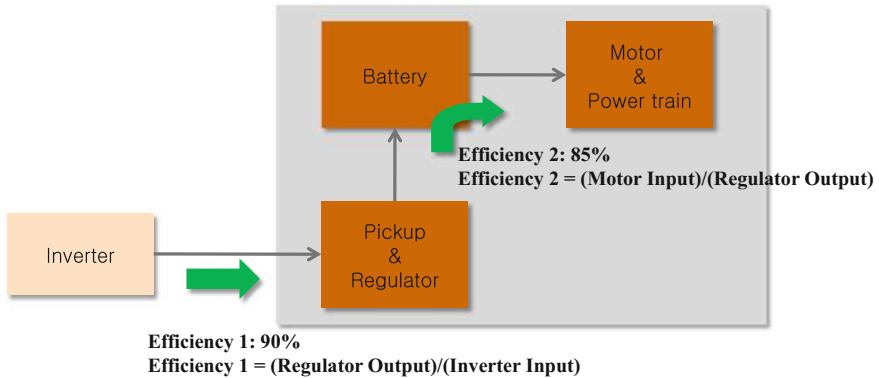 Battery
Motor
&
Power train
Efficiency 2: 85%
Efficiency 2 = (Motor Input)/(Regulator Output)
Inverter
Pickup
&
Regulator
Efficiency 1: 90%
Efficiency 1 = (Regulator Output)/(Inverter Input)